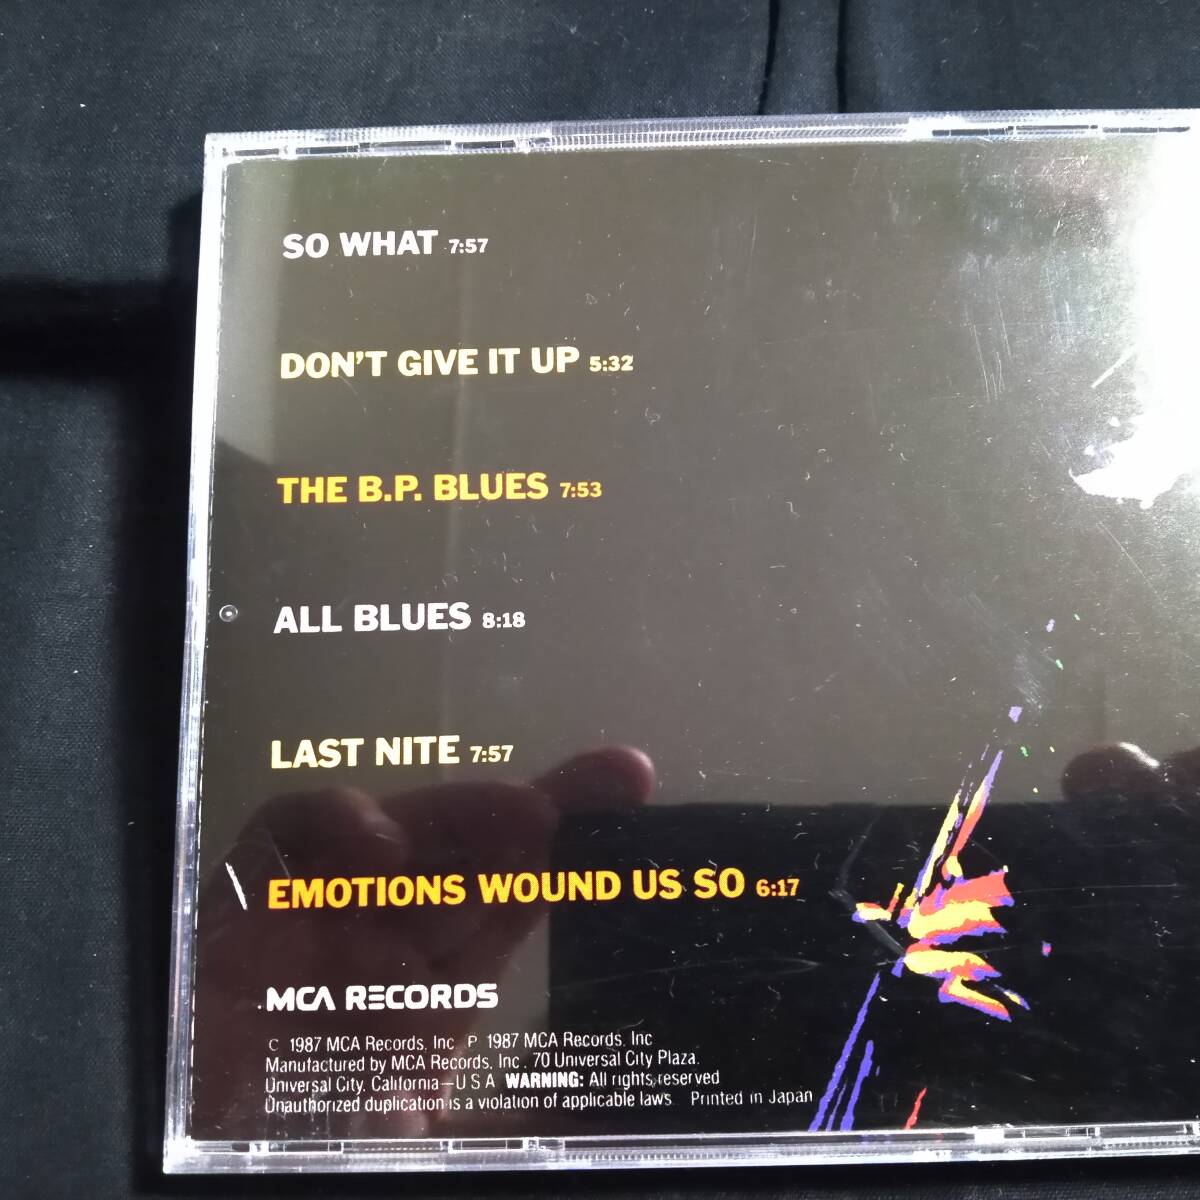 SO WHAT 7:57
DON'T GIVE IT UP 5:32
THE B.P. BLUES 7:53
ALL BLUES 8:18
LAST NITE 7:57
EMOTIONS WOUND US SO 6:17
MCA RECORDS
C 1987 MCA Records, Inc P 1987 MCA Records, Inc
Manufactured by MCA Records, Inc. 70 Universal City Plaza.
Universal City, California—U S A WARNING: All rights reserved
Unauthorized duplication is a violation of applicable laws Printed in Japan